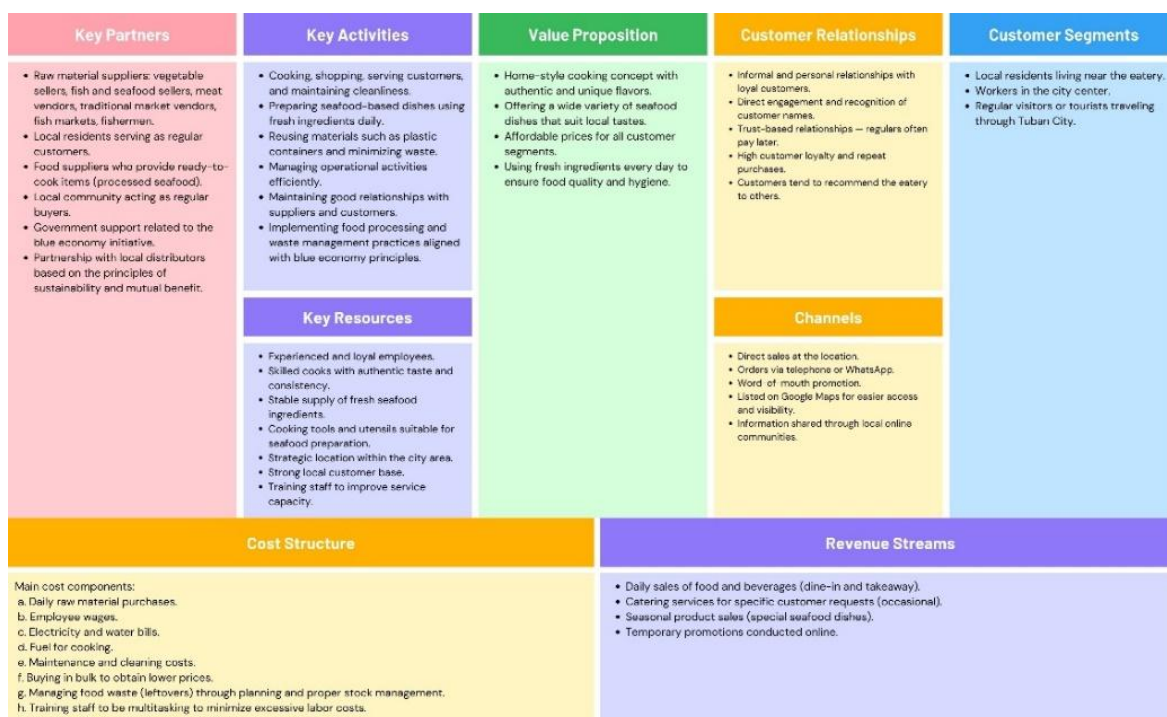 Key Partners
• Raw material suppliers: vegetable
sellers, fish and seafood sellers, meat
vendors, traditional market vendors,
fish markets, fishermen.
• Local residents serving as regular
customers.
• Food suppliers who provide ready-to-
cook items (processed seafood).
• Local community acting as regular
buyers.
• Government support related to the
blue economy initiative.
• Partnership with local distributors
based on the principles of
sustainability and mutual benefit.
Key Activities
• Cooking, shopping, serving customers,
and maintaining cleanliness.
• Preparing seafood-based dishes using
fresh ingredients daily.
• Reusing materials such as plastic
containers and minimizing waste.
• Managing operational activities
efficiently.
• Maintaining good relationships with
suppliers and customers.
• Implementing food processing and
waste management practices aligned
with blue economy principles.
Key Resources
• Experienced and loyal employees.
• Skilled cooks with authentic taste and
consistency.
• Stable supply of fresh seafood
ingredients.
• Cooking tools and utensils suitable for
seafood preparation.
• Strategic location within the city area.
• Strong local customer base.
• Training staff to improve service
capacity.
Value Proposition
• Home-style cooking concept with
authentic and unique flavors.
• Offering a wide variety of seafood
dishes that suit local tastes.
• Affordable prices for all customer
segments.
• Using fresh ingredients every day to
ensure food quality and hygiene.
Customer Relationships
• Informal and personal relationships with
loyal customers.
• Direct engagement and recognition of
customer names.
• Trust-based relationships — regulars often
pay later.
• High customer loyalty and repeat
purchases.
• Customers tend to recommend the eatery
to others.
Channels
• Direct sales at the location.
• Orders via telephone or WhatsApp.
• Word-of-mouth promotion.
• Listed on Google Maps for easier access
and visibility.
• Information shared through local online
communities.
Customer Segments
• Local residents living near the eatery.
• Workers in the city center.
• Regular visitors or tourists traveling
through Tuban City.
Cost Structure
Main cost components:
a. Daily raw material purchases.
b. Employee wages.
c. Electricity and water bills.
d. Fuel for cooking.
e. Maintenance and cleaning costs.
f. Buying in bulk to obtain lower prices.
g. Managing food waste (leftovers) through planning and proper stock management.
h. Training staff to be multitasking to minimize excessive labor costs.
Revenue Streams
• Daily sales of food and beverages (dine-in and takeaway).
• Catering services for specific customer requests (occasional).
• Seasonal product sales (special seafood dishes).
• Temporary promotions conducted online.